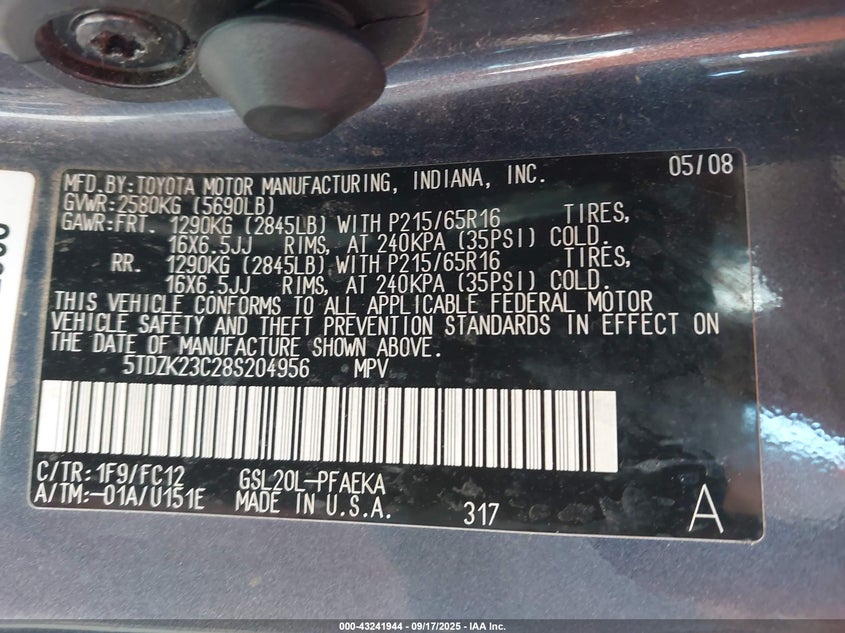 MFD.BY:TOYOTA MOTOR MANUFACTURING, INDIANA, INC. 05/08
GVWR:2580KG (5690LB)
GAWR:FRT. 1290KG (2845LB) WITH P215/65R16 TIRES,
16X6.5JJ RIMS, AT 240KPA (35PSI) COLD.
RR. 1290KG (2845LB) WITH P215/65R16 TIRES,
16X6.5JJ RIMS, AT 240KPA (35PSI) COLD.
THIS VEHICLE CONFORMS TO ALL APPLICABLE FEDERAL MOTOR
VEHICLE SAFETY AND THEFT PREVENTION STANDARDS IN EFFECT ON
THE DATE OF MANUFACTURE SHOWN ABOVE.
5TDZK23C28S204956 MPV
C/TR:1F9/FC12 GSL20L-PFAEKA
A/TM:-01A/U151E MADE IN U.S.A. 317 A
000-43241944 - 09/17/2025 - IAA Inc.